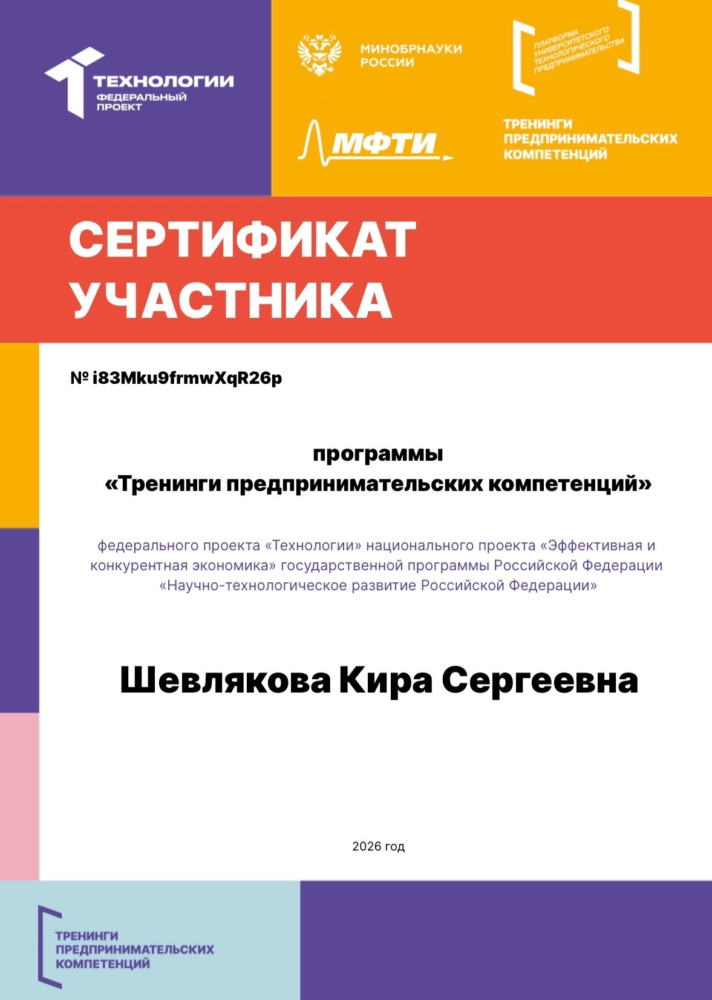 ТЕХНОЛОГИИ
ФЕДЕРАЛЬНЫЙ
ПРОЕКТ
МИНОБРНАУКИ
РОССИИ
ПЛАТФОРМА
УНИВЕРСИТЕТСКОГО
ТЕХНОЛОГИЧЕСКОГО
ПРЕДПРИНИМАТЕЛЬСТВА
МФТИ
ТРЕНИНГИ
ПРЕДПРИНИМАТЕЛЬСКИХ
КОМПЕТЕНЦИЙ
СЕРТИФИКАТ
УЧАСТНИКА
№ i83Mku9frmwXqR26p
программы
«Тренинги предпринимательских компетенций»
федерального проекта «Технологии» национального проекта «Эффективная и
конкурентная экономика» государственной программы Российской Федерации
«Научно-технологическое развитие Российской Федерации»
Шевлякова Кира Сергеевна
2026 год
ТРЕНИНГИ
ПРЕДПРИНИМАТЕЛЬСКИХ
КОМПЕТЕНЦИЙ